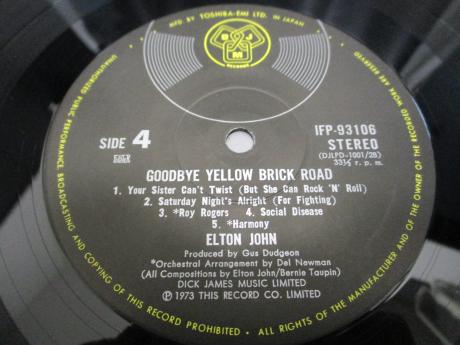 MFD. BY TOSHIBA-EMI LTD. IN JAPAN
DJM
RECORDS
SIDE 4
IFP-93106
STEREO
(DJLPD-1001/2B)
33⅓ r. p. m.
GOODBYE YELLOW BRICK ROAD
1. Your Sister Can't Twist (But She Can Rock 'N' Roll)
2. Saturday Night's Alright (For Fighting)
3. *Roy Rogers 4. Social Disease
5. *Harmony
ELTON JOHN
Produced by Gus Dudgeon
*Orchestral Arrangement by Del Newman
(All Compositions by Elton John/Bernie Taupin)
DICK JAMES MUSIC LIMITED
Ⓟ 1973 THIS RECORD CO. LIMITED
UNAUTHORIZED PUBLIC PERFORMANCE BROADCASTING AND COPYING OF THIS RECORD PROHIBITED • ALL RIGHTS OF THE MANUFACTURER AND OF THE OWNER OF THE RECORDED WORK ARE RESERVED